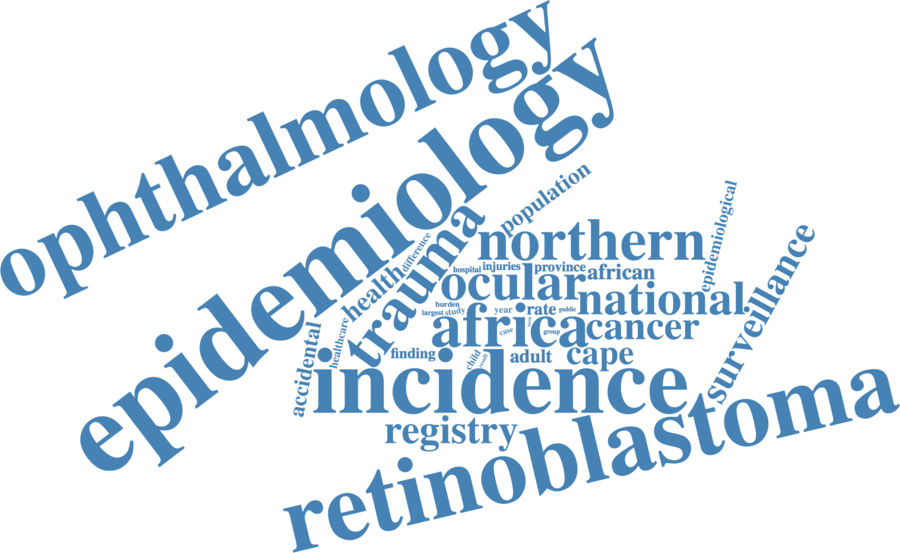 ophthalmology
epidemiology
population
trauma
difference
health
healthcare
accidental
northern
epidemiological
surveillance
hospital
injuries
province
african
ocular
national
burden
largest
study
year
rate
public
africa
case
group
cancer
finding
child
result
adult
cape
incidence
registry
retinoblastoma